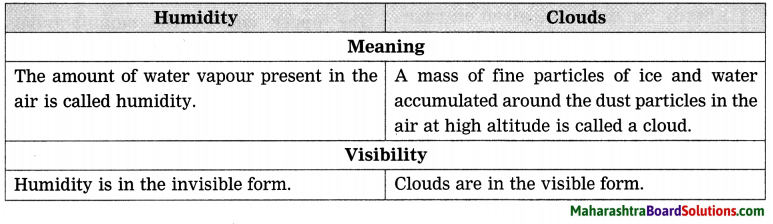 Humidity Clouds
Meaning
The amount of water vapour present in the A mass of fine particles of ice and water
air is called humidity. accumulated around the dust particles in the
air at high altitude is called a cloud.
Visibility
Humidity is in the invisible form. Clouds are in the visible form.
MaharashtraBoardSolutions.com